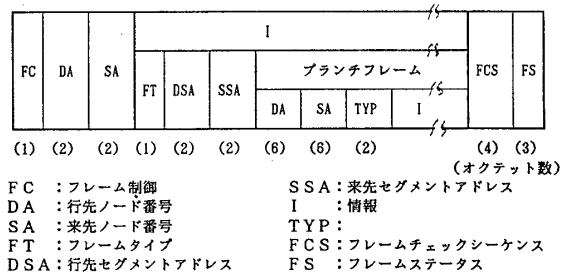 I
FC DA SA FT DSA SSA ブランチフレーム FCS FS
DA SA TYP I
(1) (2) (2) (1) (2) (2) (6) (6) (2) (4) (3)
(オクテット数)
FC :フレーム制御
DA :行先ノード番号
SA :来先ノード番号
FT :フレームタイプ
DSA:行先セグメントアドレス
SSA:来先セグメントアドレス
I :情報
TYP:
FCS:フレームチェックシーケンス
FS :フレームステータス